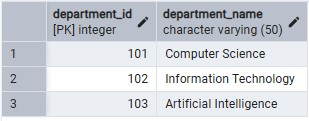 department_id department_name
[PK] integer character varying (50)
1 101 Computer Science
2 102 Information Technology
3 103 Artificial Intelligence